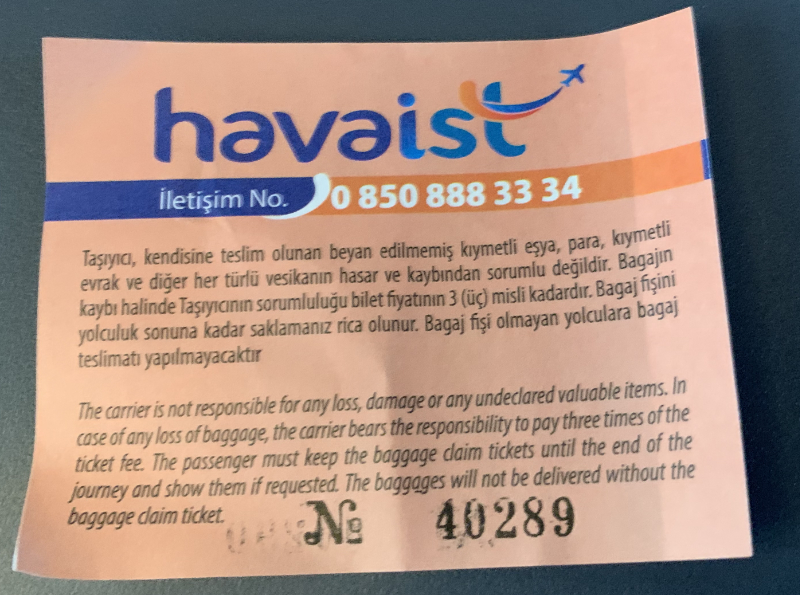 havaist
İletişim No. 0 850 888 33 34
Taşıyıcı, kendisine teslim olunan beyan edilmemiş kıymetli eşya, para, kıymetli
evrak ve diğer her türlü vesikanın hasar ve kaybından sorumlu değildir. Bagajın
kaybı halinde Taşıyıcının sorumluluğu bilet fiyatının 3 (üç) misli kadardır. Bagaj fişini
yolculuk sonuna kadar saklamanız rica olunur. Bagaj fişi olmayan yolculara bagaj
teslimatı yapılmayacaktır
The carrier is not responsible for any loss, damage or any undeclared valuable items. In
case of any loss of baggage, the carrier bears the responsibility to pay three times of the
ticket fee. The passenger must keep the baggage claim tickets until the end of the
journey and show them if requested. The baggages will not be delivered without the
baggage claim ticket.
№ 40289